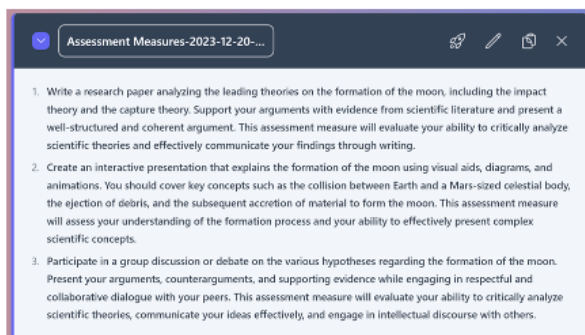 Assessment Measures-2023-12-20-...
1. Write a research paper analyzing the leading theories on the formation of the moon, including the impact
theory and the capture theory. Support your arguments with evidence from scientific literature and present a
well-structured and coherent argument. This assessment measure will evaluate your ability to critically analyze
scientific theories and effectively communicate your findings through writing.
2. Create an interactive presentation that explains the formation of the moon using visual aids, diagrams, and
animations. You should cover key concepts such as the collision between Earth and a Mars-sized celestial body,
the ejection of debris, and the subsequent accretion of material to form the moon. This assessment measure
will assess your understanding of the formation process and your ability to effectively present complex
scientific concepts.
3. Participate in a group discussion or debate on the various hypotheses regarding the formation of the moon.
Present your arguments, counterarguments, and supporting evidence while engaging in respectful and
collaborative dialogue with your peers. This assessment measure will evaluate your ability to critically analyze
scientific theories, communicate your ideas effectively, and engage in intellectual discourse with others.